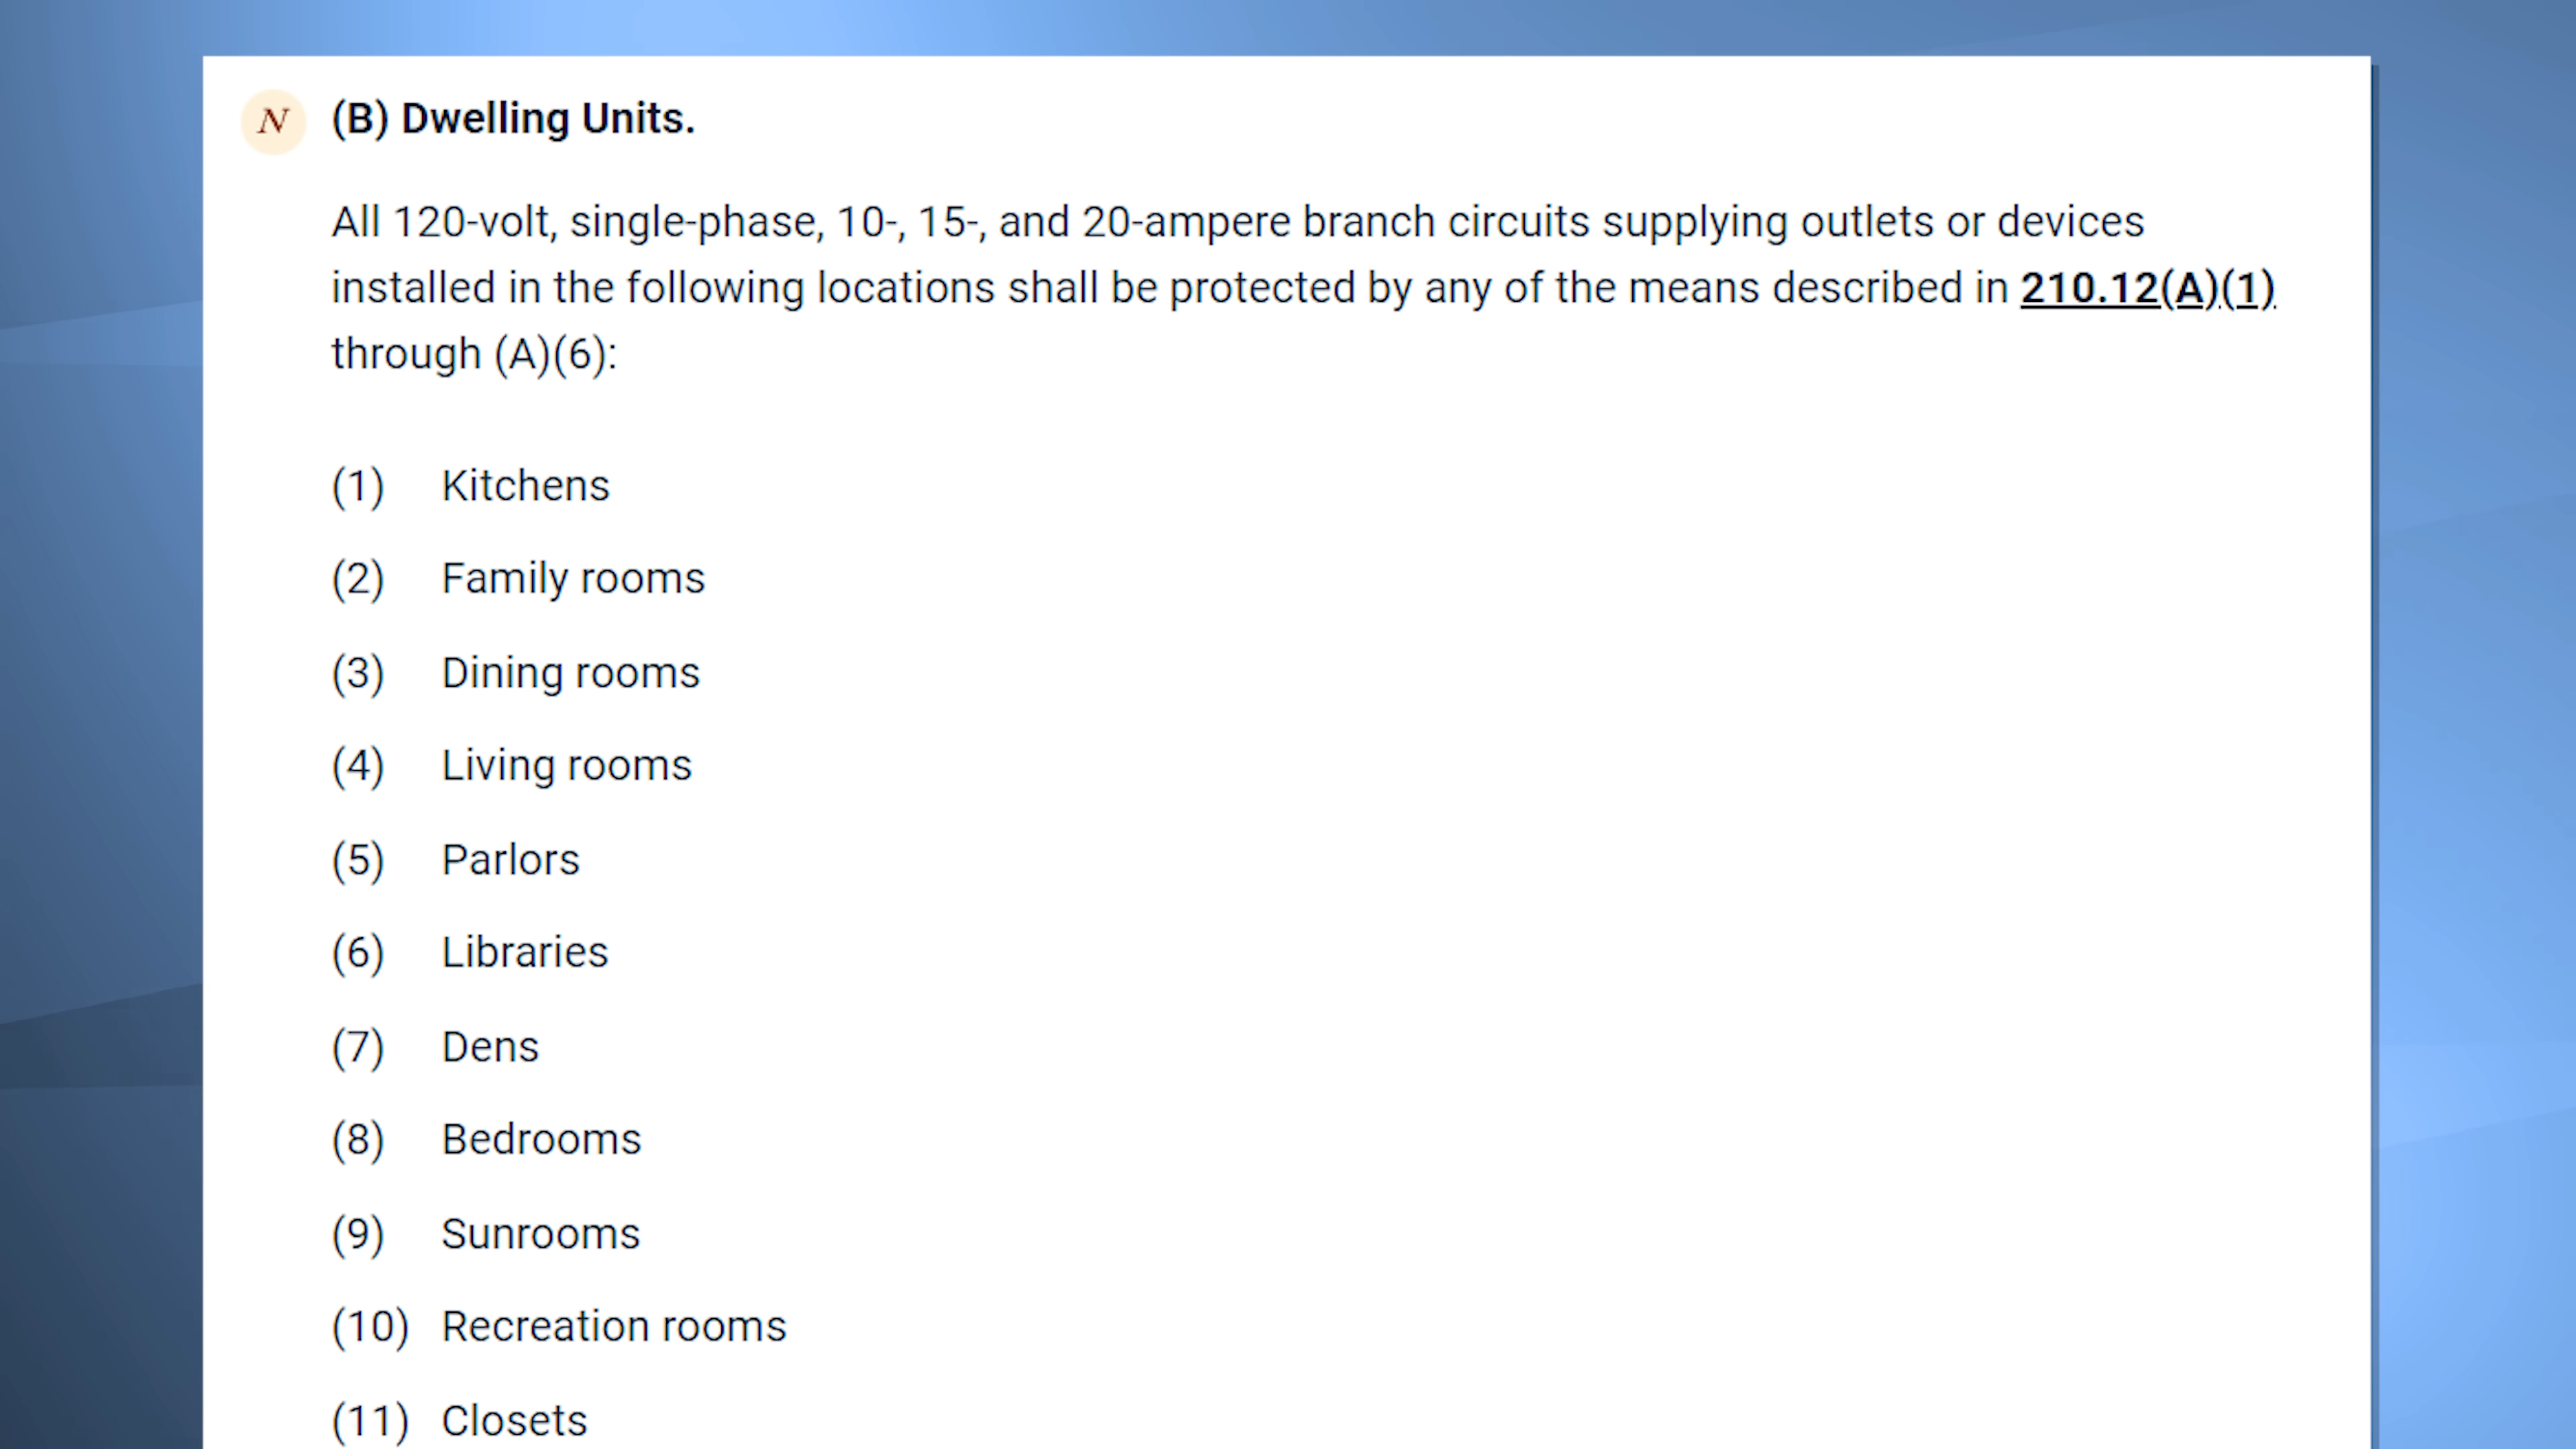 N (B) Dwelling Units.
All 120-volt, single-phase, 10-, 15-, and 20-ampere branch circuits supplying outlets or devices
installed in the following locations shall be protected by any of the means described in 210.12(A)(1)
through (A)(6):
(1) Kitchens
(2) Family rooms
(3) Dining rooms
(4) Living rooms
(5) Parlors
(6) Libraries
(7) Dens
(8) Bedrooms
(9) Sunrooms
(10) Recreation rooms
(11) Closets